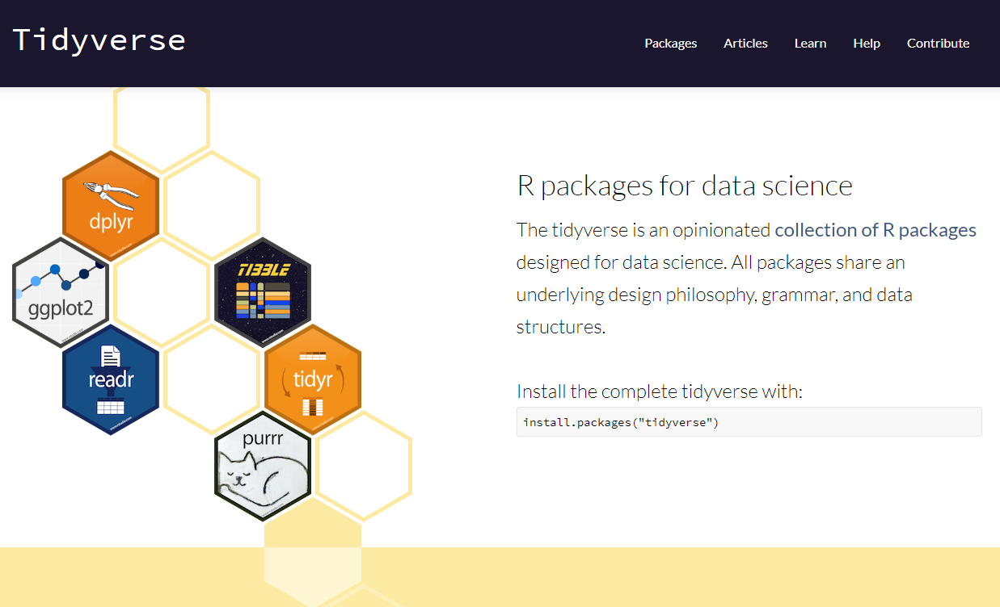 Tidyverse
Packages
Articles
Learn
Help
Contribute
dplyr
ggplot2
TIBBLE
readr
tidyr
purrr
R packages for data science
The tidyverse is an opinionated collection of R packages
designed for data science. All packages share an
underlying design philosophy, grammar, and data
structures.
Install the complete tidyverse with:
install.packages("tidyverse")